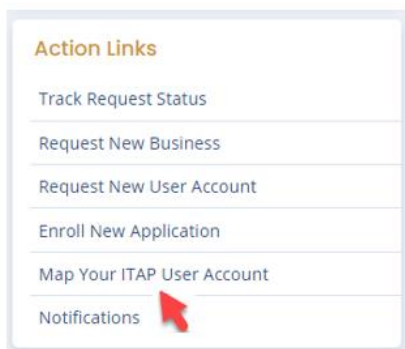 Action Links
Track Request Status
Request New Business
Request New User Account
Enroll New Application
Map Your ITAP User Account
Notifications